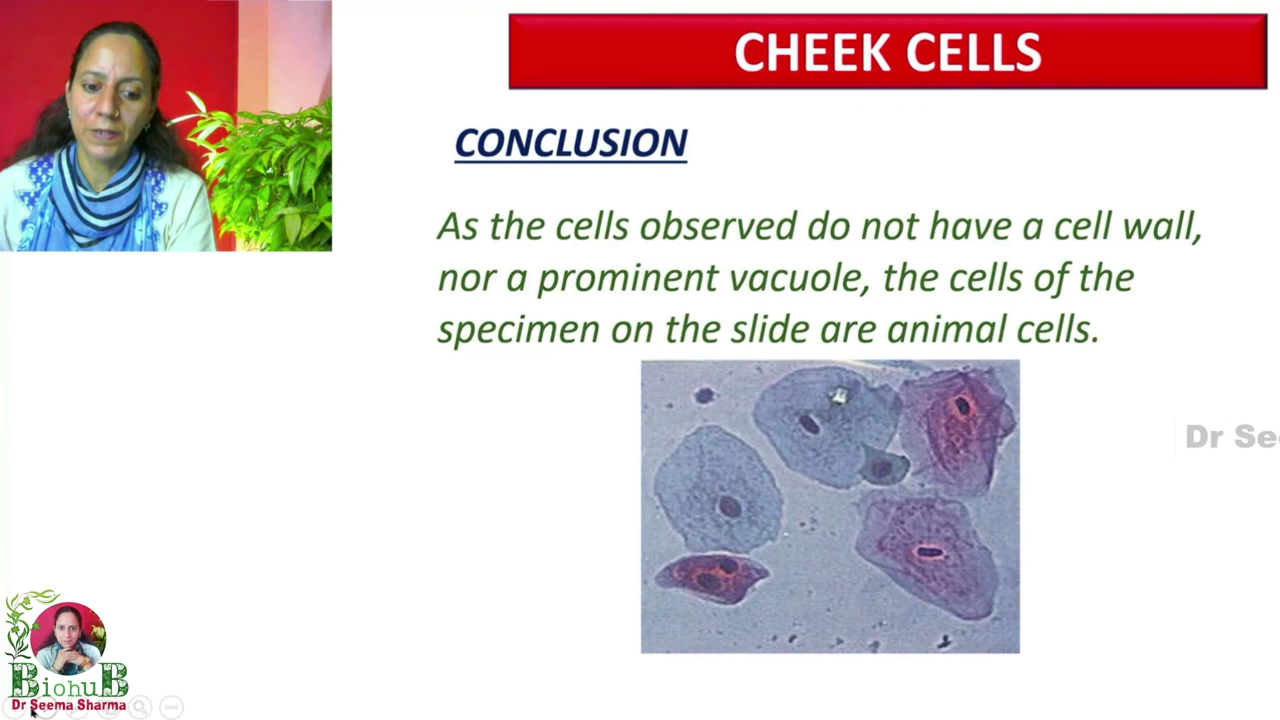 CHEEK CELLS
CONCLUSION
As the cells observed do not have a cell wall,
nor a prominent vacuole, the cells of the
specimen on the slide are animal cells.
Dr See
BiohuB
Dr Seema Sharma